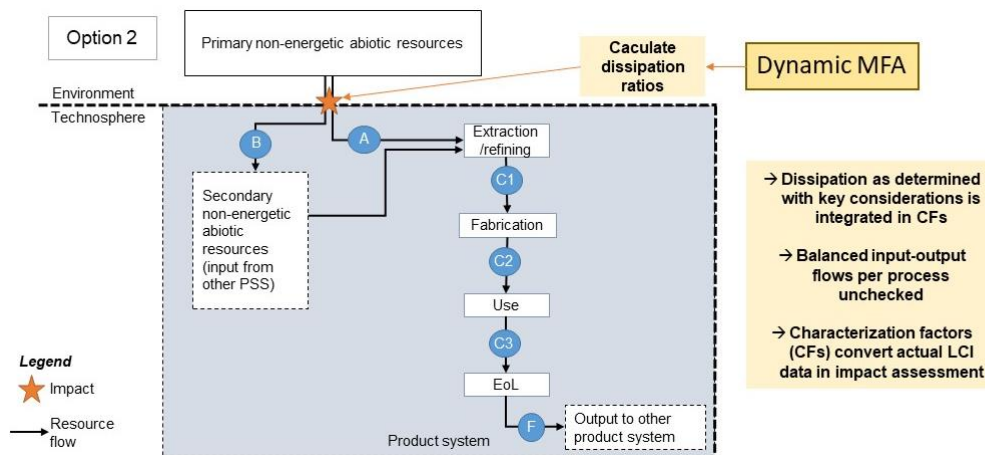 Option 2
Primary non-energetic abiotic resources
Caculate
dissipation
ratios
Dynamic MFA
Environment
Technosphere
B
A
Extraction
/refining
C1
Secondary
non-energetic
abiotic
resources
(input from
other PSS)
Fabrication
C2
Use
C3
EoL
F
Output to other
product system
Product system
→ Dissipation as determined
with key considerations is
integrated in CFs
→ Balanced input-output
flows per process
unchecked
→ Characterization factors
(CFs) convert actual LCI
data in impact assessment
Legend
Impact
Resource
flow